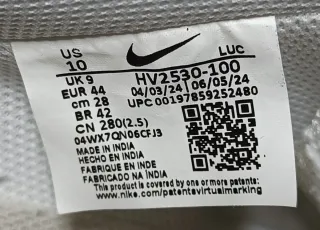 US LUC
10 HV2530-100
UK 9 04/03/24 | 06/05/24
EUR 44 UPC 00197859252480
cm 28
BR 42
CN 280(2.5)
04WX7QN06CFJ3
MADE IN INDIA
HECHO EN INDIA
FABRIQUE EN INDE
FABRICADO NA INDIA
This product is covered by one or more patents:
www.nike.com/patentsvirtualmarking